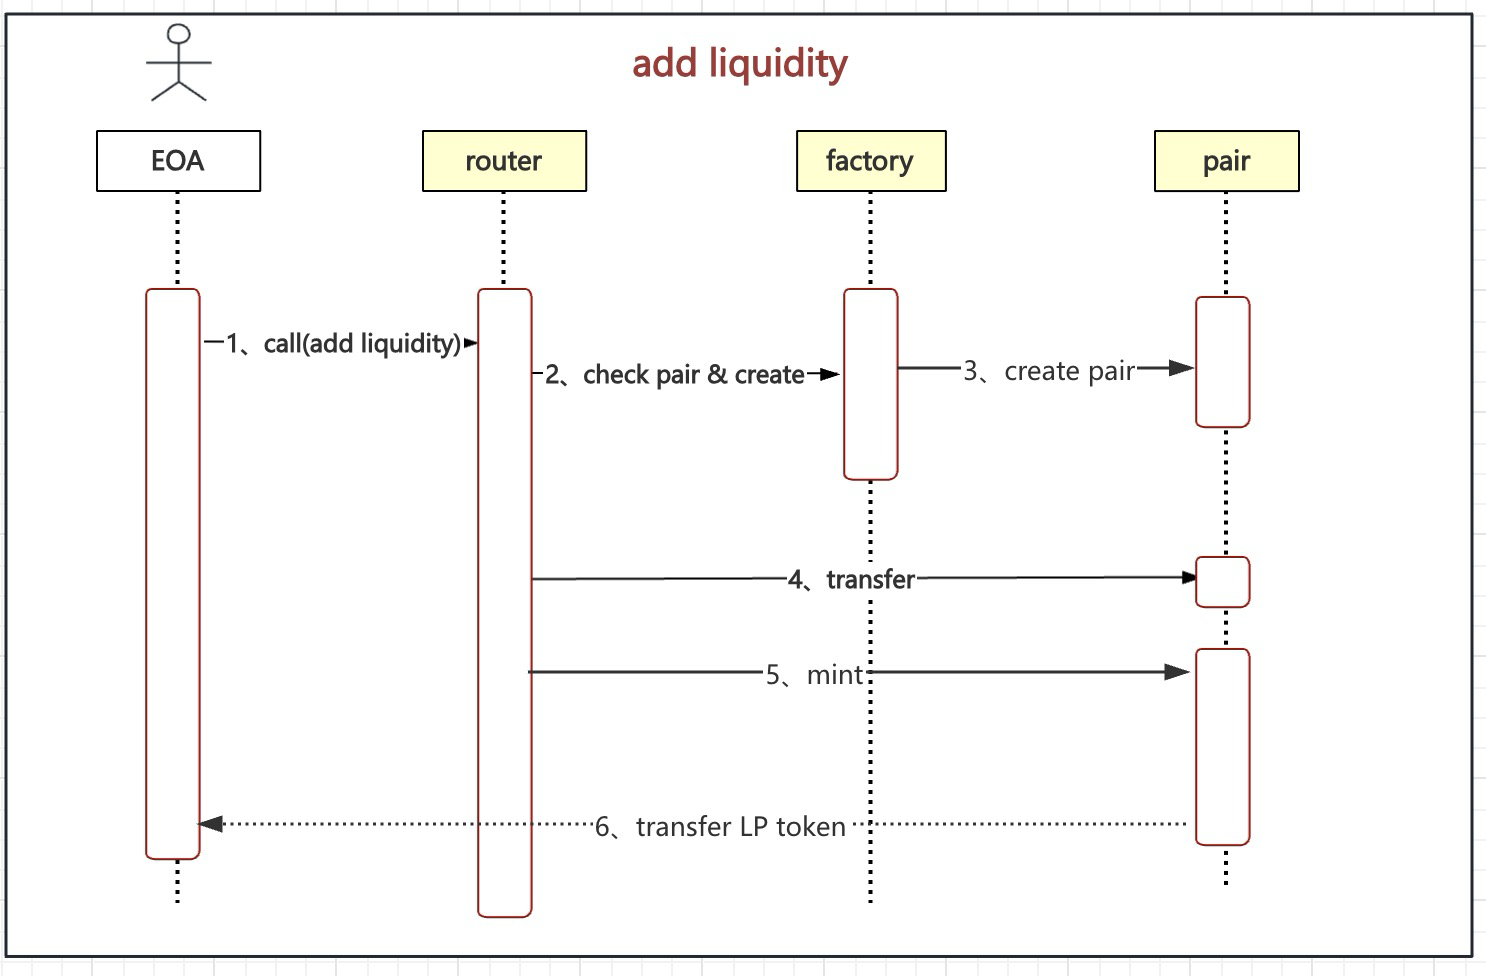 add liquidity
EOA
router
factory
pair
1、call(add liquidity)
2、check pair & create
3、create pair
4、transfer
5、mint
6、transfer LP token